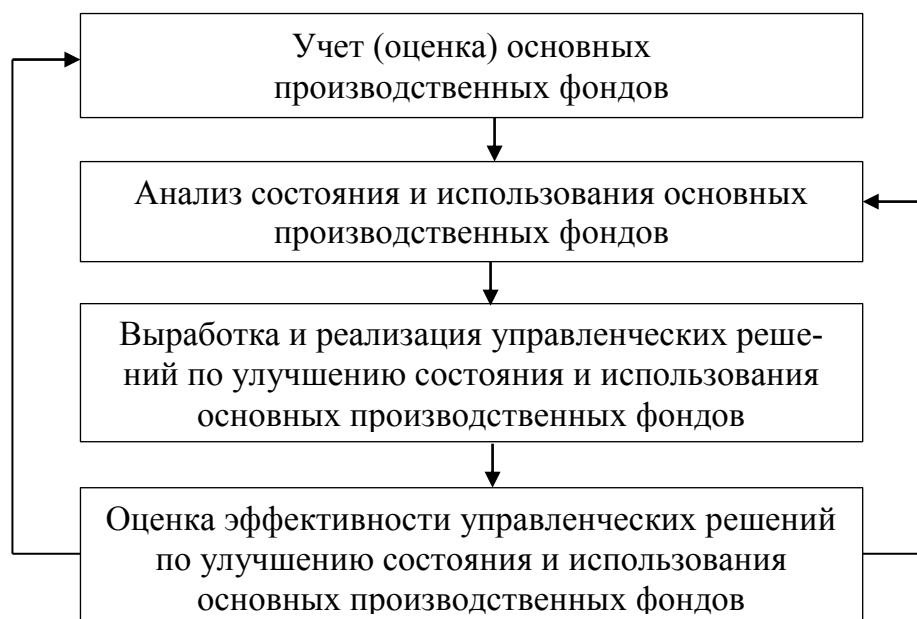 Учет (оценка) основных
производственных фондов
Анализ состояния и использования основных
производственных фондов
Выработка и реализация управленческих реше-
ний по улучшению состояния и использования
основных производственных фондов
Оценка эффективности управленческих решений
по улучшению состояния и использования
основных производственных фондов